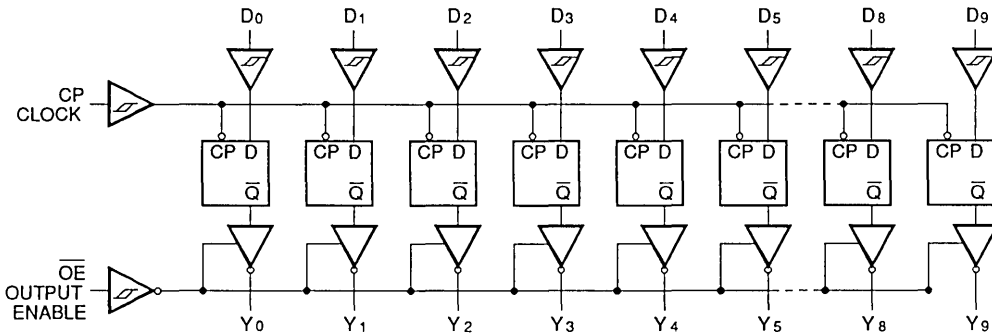 D0 D1 D2 D3 D4 D5 D8 D9
CP
CLOCK
CP D CP D CP D CP D CP D CP D CP D CP D
Q̅ Q̅ Q̅ Q̅ Q̅ Q̅ Q̅ Q̅
O̅E̅
OUTPUT
ENABLE
Y0 Y1 Y2 Y3 Y4 Y5 Y8 Y9